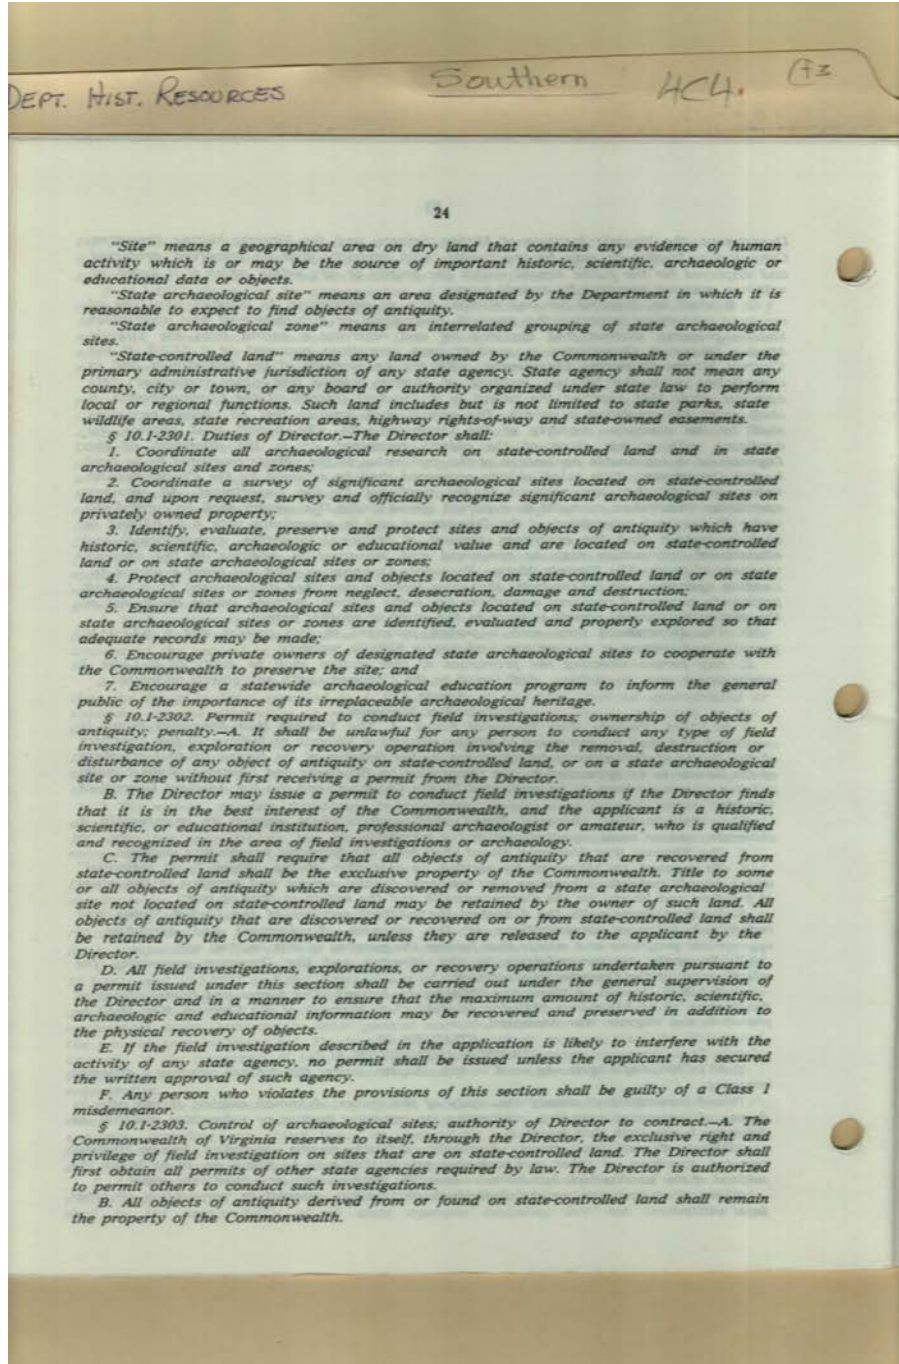 DEPT. HIST. RESOURCES
Southern
4C4.
24
"Site" means a geographical area on dry land that contains any evidence of human
activity which is or may be the source of important historic, scientific, archaeologic or
educational data or objects.
"State archaeological site" means an area designated by the Department in which it is
reasonable to expect to find objects of antiquity.
"State archaeological zone" means an interrelated grouping of state archaeological
sites.
"State-controlled land" means any land owned by the Commonwealth or under the
primary administrative jurisdiction of any state agency. State agency shall not mean any
county, city or town, or any board or authority organized under state law to perform
local or regional functions. Such land includes but is not limited to state parks, state
wildlife areas, state recreation areas, highway rights-of-way and state-owned easements.
§ 10.1-2301. Duties of Director.—The Director shall:
1. Coordinate all archaeological research on state-controlled land and in state
archaeological sites and zones;
2. Coordinate a survey of significant archaeological sites located on state-controlled
land, and upon request, survey and officially recognize significant archaeological sites on
privately owned property;
3. Identify, evaluate, preserve and protect sites and objects of antiquity which have
historic, scientific, archaeologic or educational value and are located on state-controlled
land or on state archaeological sites or zones;
4. Protect archaeological sites and objects located on state-controlled land or on state
archaeological sites or zones from neglect, desecration, damage and destruction;
5. Ensure that archaeological sites and objects located on state-controlled land or on
state archaeological sites or zones are identified, evaluated and properly explored so that
adequate records may be made;
6. Encourage private owners of designated state archaeological sites to cooperate with
the Commonwealth to preserve the site; and
7. Encourage a statewide archaeological education program to inform the general
public of the importance of its irreplaceable archaeological heritage.
§ 10.1-2302. Permit required to conduct field investigations; ownership of objects of
antiquity; penalty.—A. It shall be unlawful for any person to conduct any type of field
investigation, exploration or recovery operation involving the removal, destruction or
disturbance of any object of antiquity on state-controlled land, or on a state archaeological
site or zone without first receiving a permit from the Director.
B. The Director may issue a permit to conduct field investigations if the Director finds
that it is in the best interest of the Commonwealth, and the applicant is a historic,
scientific, or educational institution, professional archaeologist or amateur, who is qualified
and recognized in the area of field investigations or archaeology.
C. The permit shall require that all objects of antiquity that are recovered from
state-controlled land shall be the exclusive property of the Commonwealth. Title to some
or all objects of antiquity which are discovered or removed from a state archaeological
site not located on state-controlled land may be retained by the owner of such land. All
objects of antiquity that are discovered or recovered on or from state-controlled land shall
be retained by the Commonwealth, unless they are released to the applicant by the
Director.
D. All field investigations, explorations, or recovery operations undertaken pursuant to
a permit issued under this section shall be carried out under the general supervision of
the Director and in a manner to ensure that the maximum amount of historic, scientific,
archaeologic and educational information may be recovered and preserved in addition to
the physical recovery of objects.
E. If the field investigation described in the application is likely to interfere with the
activity of any state agency, no permit shall be issued unless the applicant has secured
the written approval of such agency.
F. Any person who violates the provisions of this section shall be guilty of a Class 1
misdemeanor.
§ 10.1-2303. Control of archaeological sites; authority of Director to contract.—A. The
Commonwealth of Virginia reserves to itself, through the Director, the exclusive right and
privilege of field investigation on sites that are on state-controlled land. The Director shall
first obtain all permits of other state agencies required by law. The Director is authorized
to permit others to conduct such investigations.
B. All objects of antiquity derived from or found on state-controlled land shall remain
the property of the Commonwealth.